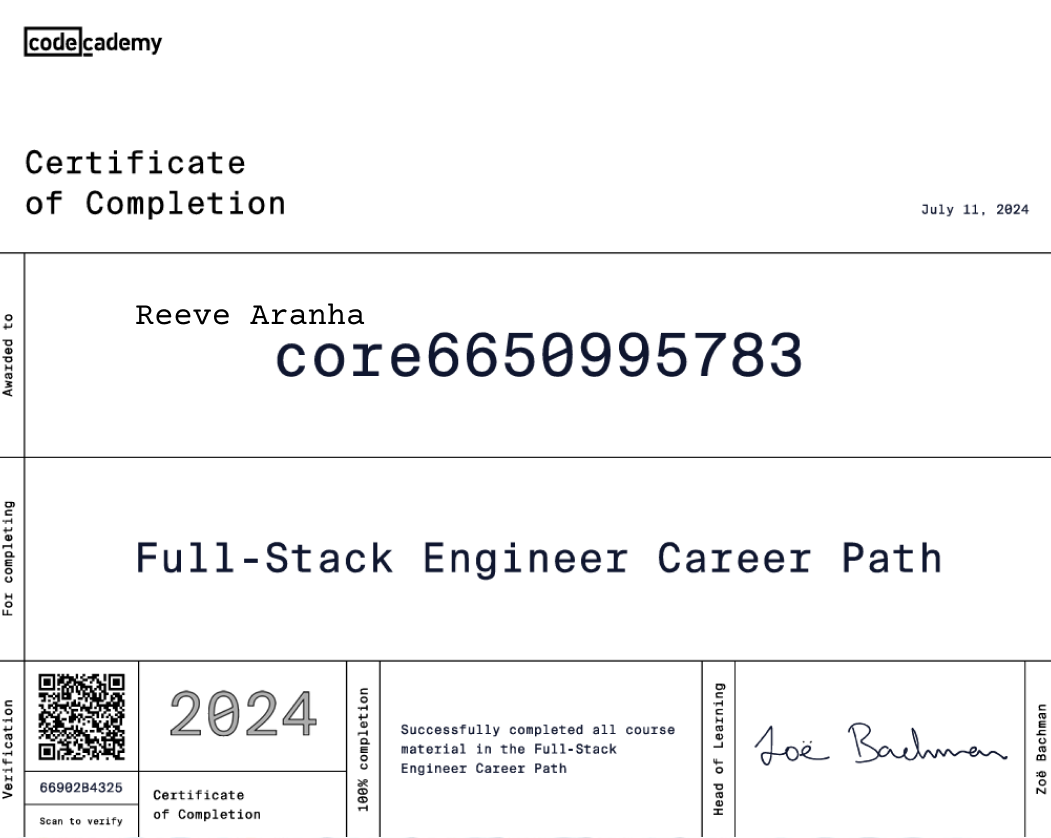 codecademy
Certificate
of Completion
July 11, 2024
Awarded to
Reeve Aranha
core6650995783
For completing
Full-Stack Engineer Career Path
Verification
66902B4325
Scan to verify
2024
Certificate
of Completion
100% completion
Successfully completed all course
material in the Full-Stack
Engineer Career Path
Head of Learning
Zoë Bachman
Zoë Bachman